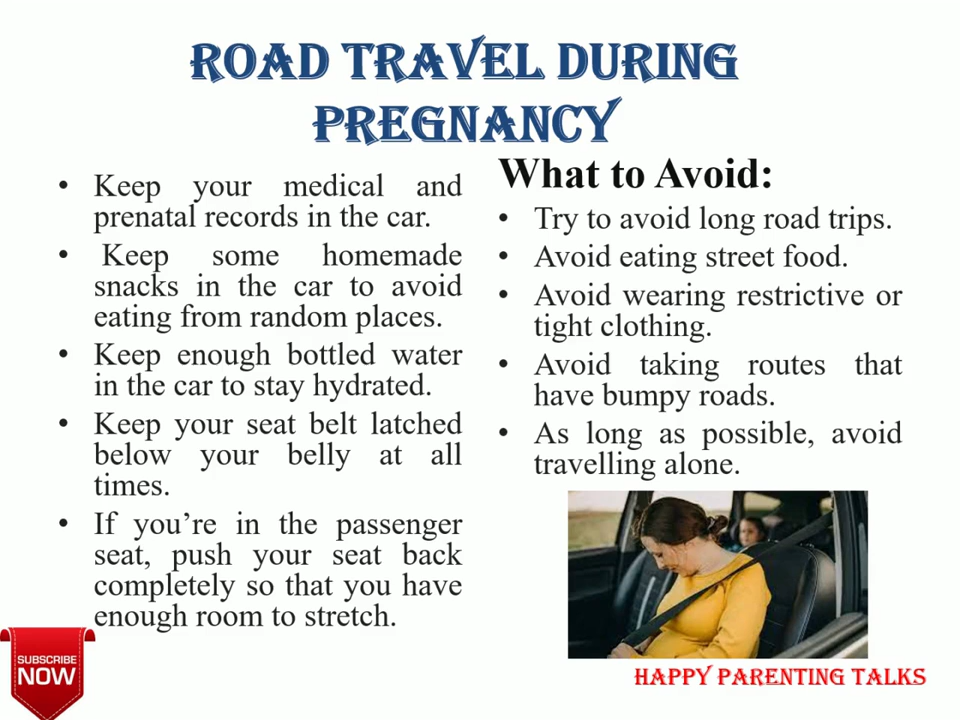 ROAD TRAVEL DURING
PREGNANCY
• Keep your medical and
prenatal records in the car.
• Keep some homemade
snacks in the car to avoid
eating from random places.
• Keep enough bottled water
in the car to stay hydrated.
• Keep your seat belt latched
below your belly at all
times.
• If you’re in the passenger
seat, push your seat back
completely so that you have
enough room to stretch.
What to Avoid:
• Try to avoid long road trips.
• Avoid eating street food.
• Avoid wearing restrictive or
tight clothing.
• Avoid taking routes that
have bumpy roads.
• As long as possible, avoid
travelling alone.
SUBSCRIBE
NOW
HAPPY PARENTING TALKS